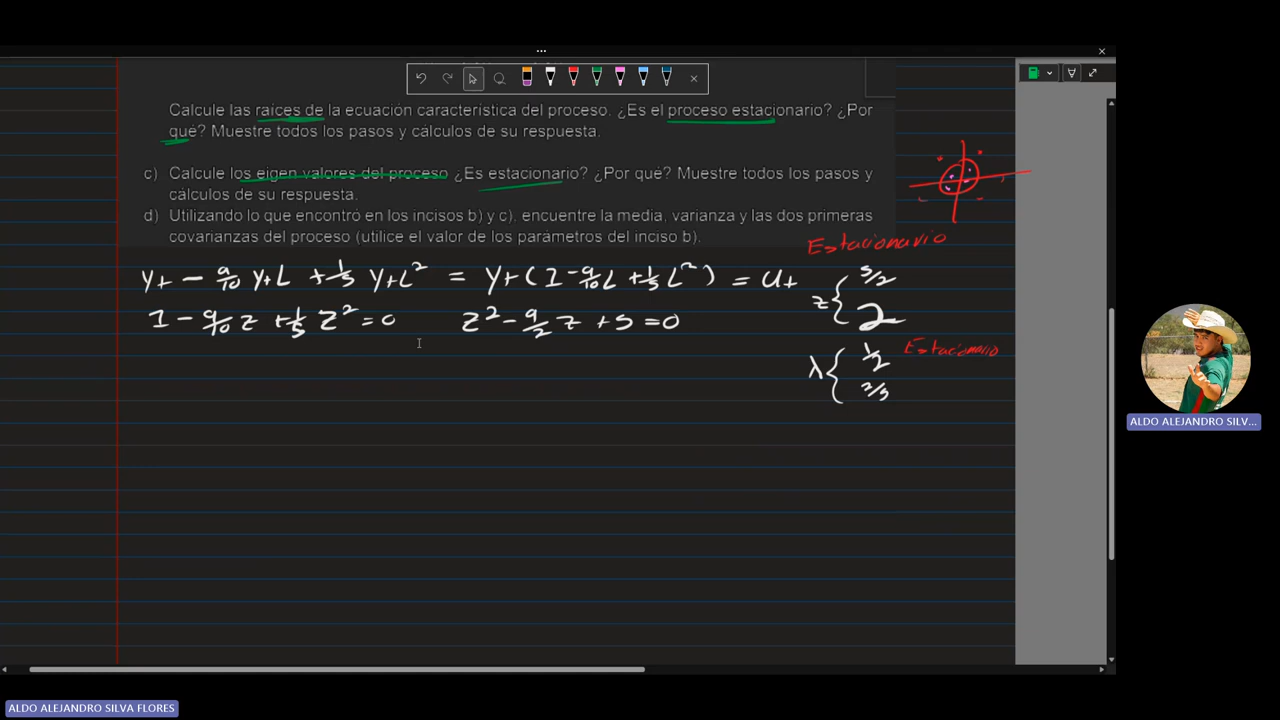 Calcule las raíces de la ecuación característica del proceso. ¿Es el proceso estacionario? ¿Por
qué? Muestre todos los pasos y cálculos de su respuesta.
c) Calcule los eigen valores del proceso ¿Es estacionario? ¿Por qué? Muestre todos los pasos y
cálculos de su respuesta.
d) Utilizando lo que encontró en los incisos b) y c), encuentre la media, varianza y las dos primeras
covarianzas del proceso (utilice el valor de los parámetros del inciso b).
Estacionario
Yt - 9/10 YtL + 1/5 YtL² = Yt (1 - 9/10 L + 1/5 L²) = Ut
z { 5/2
2
1 - 9/10 z + 1/5 z² = 0 z² - 9/2 z + 5 = 0
λ { 1/2 Estacionario
2/5
ALDO ALEJANDRO SILV...
ALDO ALEJANDRO SILVA FLORES